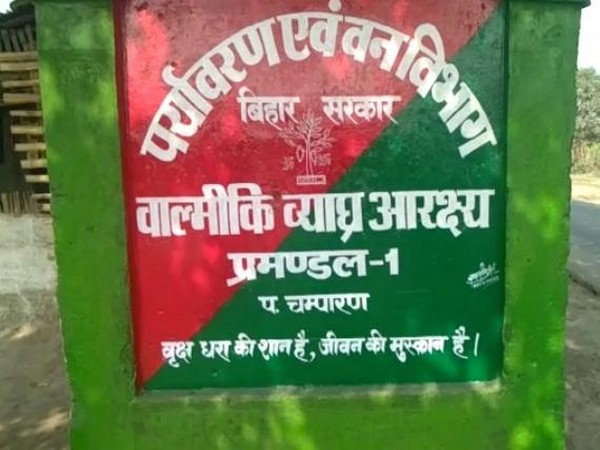 पर्यावरण एवं वन विभाग
बिहार सरकार
वाल्मीकि व्याघ्र आरक्ष्य
प्रमण्डल-1
प. चम्पारण
वृक्ष धरा की शान है, जीवन की मुस्कान है।